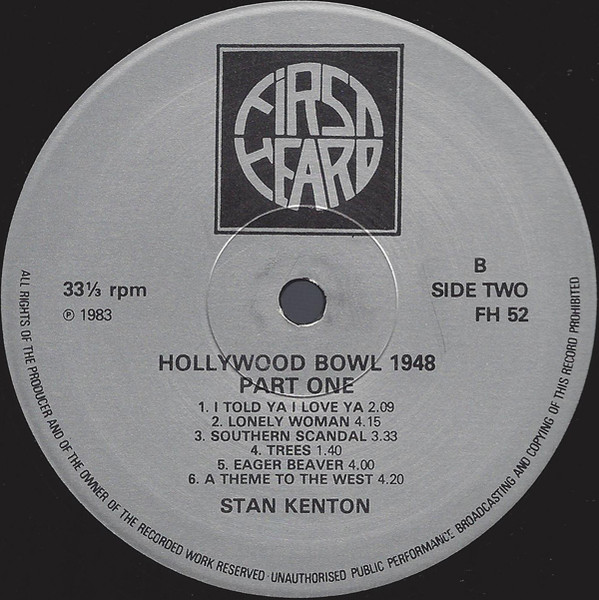 FIRST
HEARD
33⅓ rpm
℗ 1983
B
SIDE TWO
FH 52
HOLLYWOOD BOWL 1948
PART ONE
1. I TOLD YA I LOVE YA 2.09
2. LONELY WOMAN 4.15
3. SOUTHERN SCANDAL 3.33
4. TREES 1.40
5. EAGER BEAVER 4.00
6. A THEME TO THE WEST 4.20
STAN KENTON
ALL RIGHTS OF THE PRODUCER AND OF THE OWNER OF THE RECORDED WORK RESERVED · UNAUTHORISED PUBLIC PERFORMANCE BROADCASTING AND COPYING OF THIS RECORD PROHIBITED